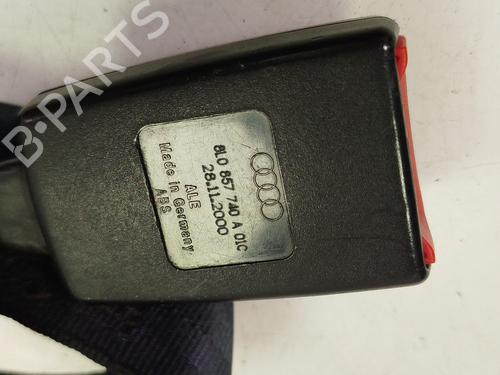 8L0 857 740 A 01C
28.11.2000
ALE
Made in Germany
ABS
B-PARTS